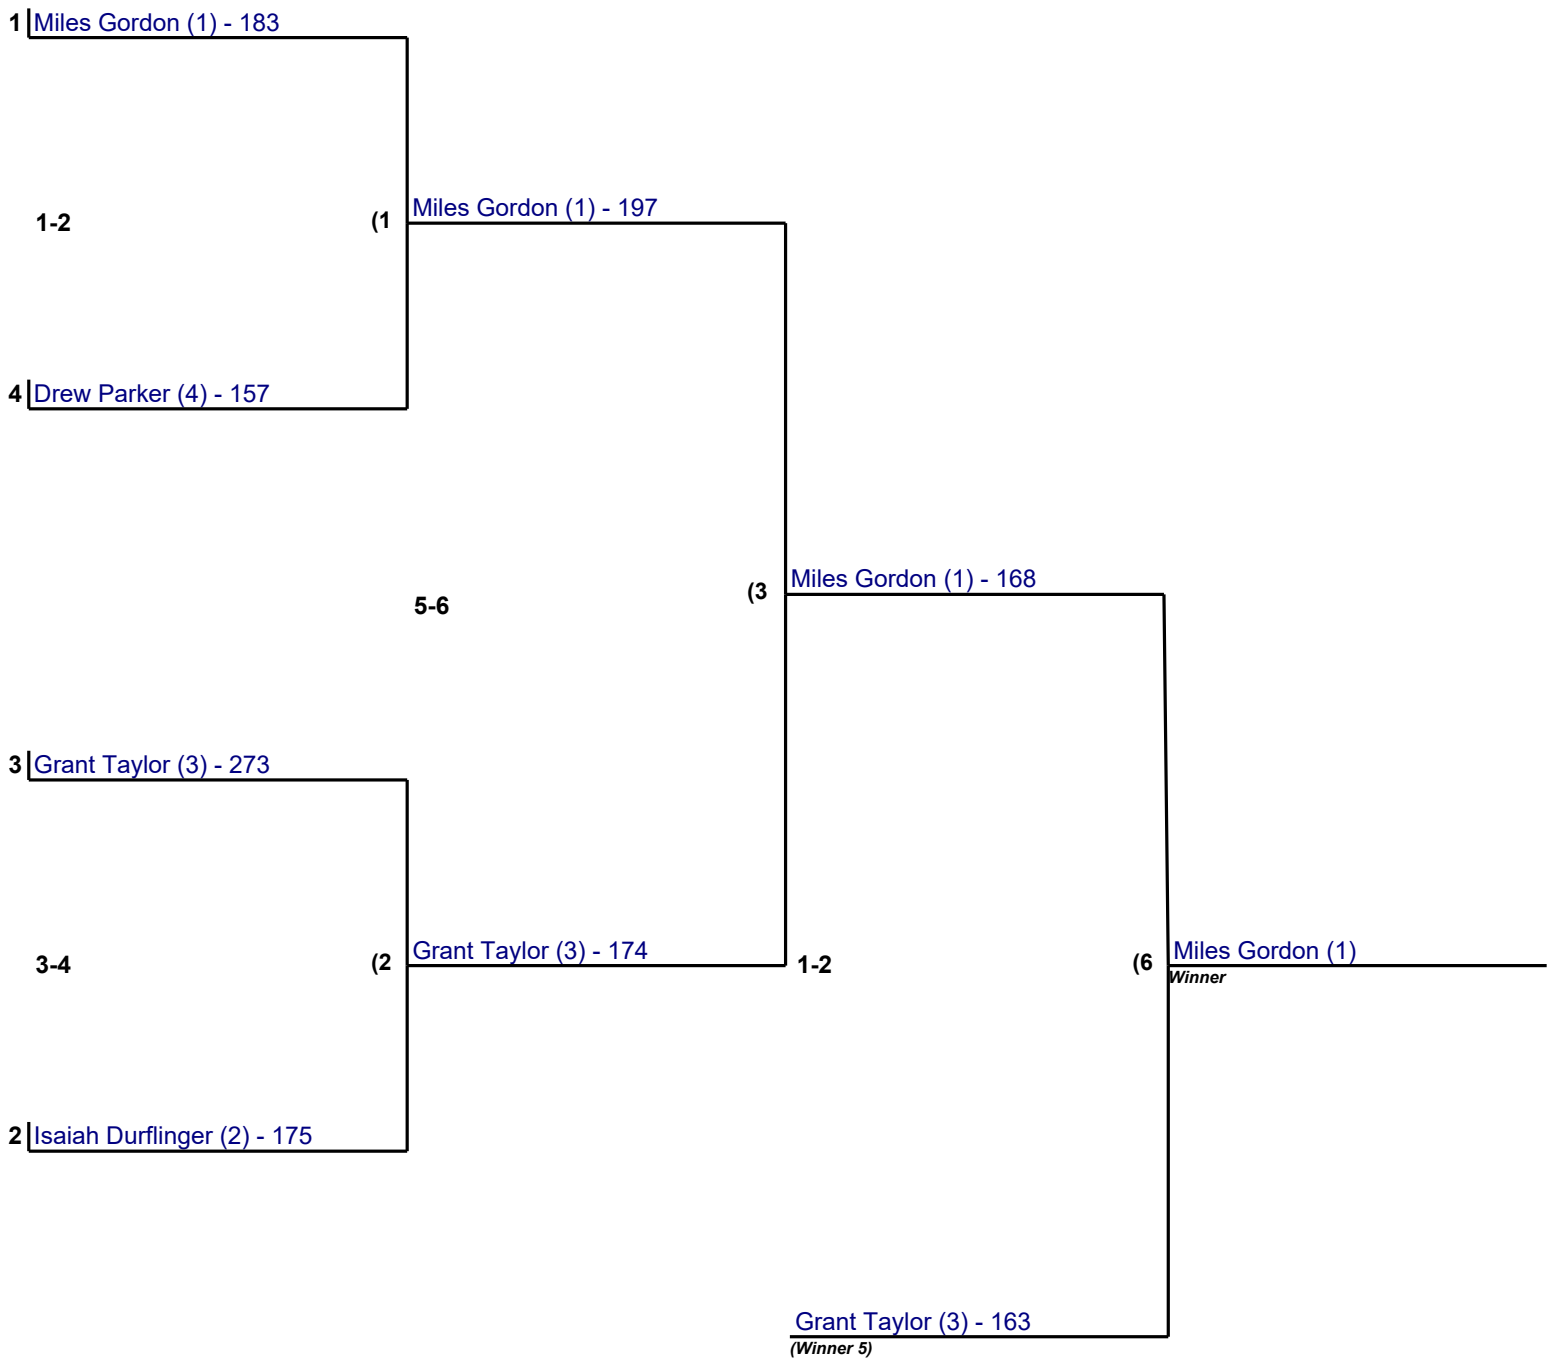 1 Miles Gordon (1) - 183
1-2 (1 Miles Gordon (1) - 197
4 Drew Parker (4) - 157
5-6 (3 Miles Gordon (1) - 168
3 Grant Taylor (3) - 273
3-4 (2 Grant Taylor (3) - 174 1-2 (6 Miles Gordon (1)
Winner
2 Isaiah Durflinger (2) - 175
Grant Taylor (3) - 163
(Winner 5)